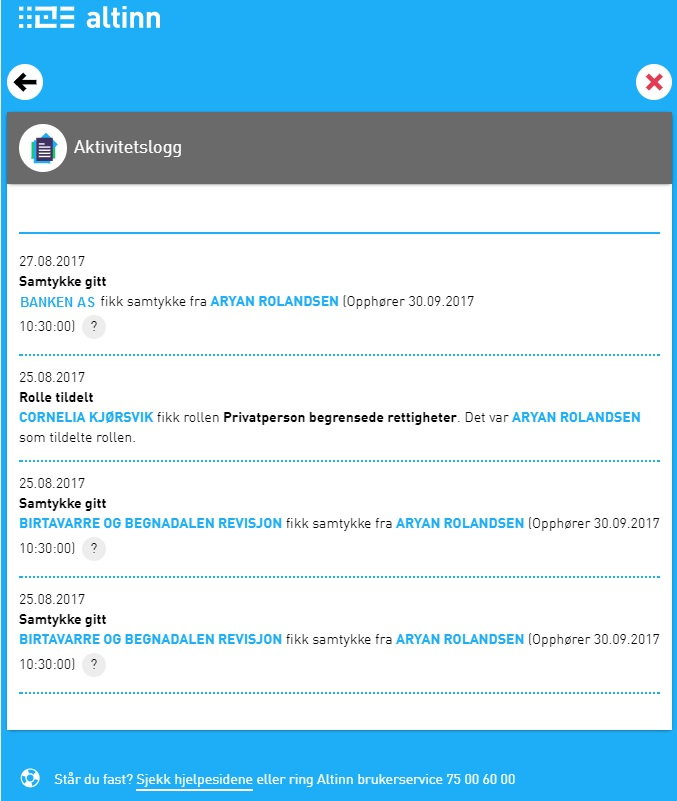 altinn
Aktivitetslogg
27.08.2017
Samtykke gitt
BANKEN AS fikk samtykke fra ARYAN ROLANDSEN (Opphører 30.09.2017
10:30:00) ?
25.08.2017
Rolle tildelt
CORNELIA KJØRSVIK fikk rollen Privatperson begrensede rettigheter. Det var ARYAN ROLANDSEN
som tildelte rollen.
25.08.2017
Samtykke gitt
BIRTAVARRE OG BEGNADALEN REVISJON fikk samtykke fra ARYAN ROLANDSEN (Opphører 30.09.2017
10:30:00) ?
25.08.2017
Samtykke gitt
BIRTAVARRE OG BEGNADALEN REVISJON fikk samtykke fra ARYAN ROLANDSEN (Opphører 30.09.2017
10:30:00) ?
Står du fast? Sjekk hjelpesidene eller ring Altinn brukerservice 75 00 60 00